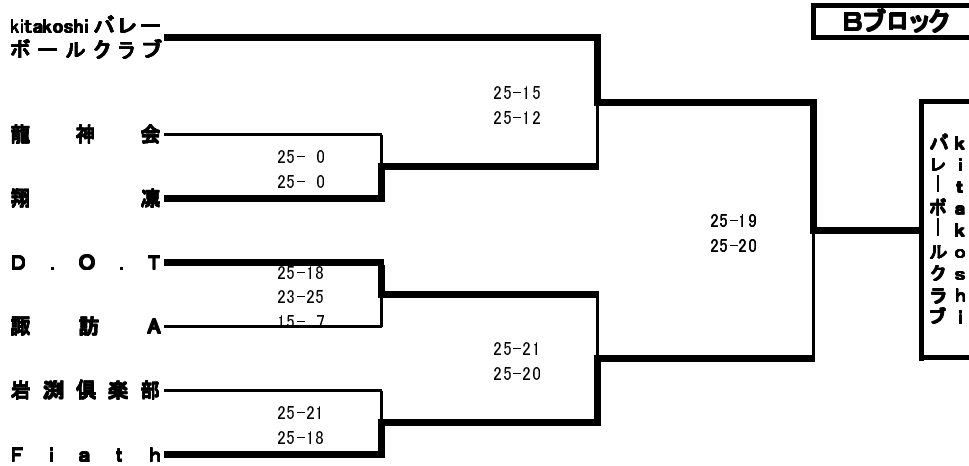 Bブロック
kitakoshi バレー
ボールクラブ
25-15
25-12
龍神会
25- 0
25- 0
翔凛
kitakoshi
バレーボールクラブ
25-19
25-20
D.O.T
25-18
23-25
15- 7
諏訪A
25-21
25-20
岩渕倶楽部
25-21
25-18
Fiath